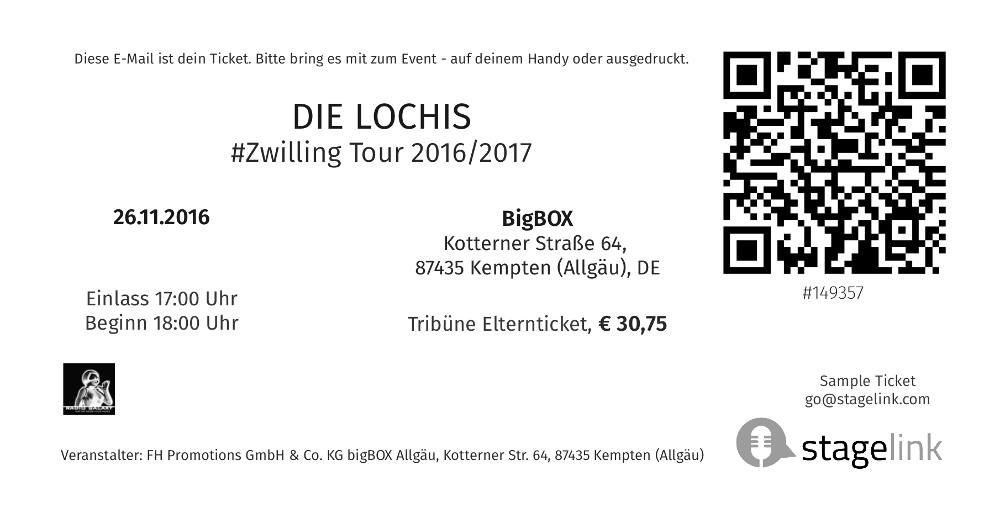 Diese E-Mail ist dein Ticket. Bitte bring es mit zum Event - auf deinem Handy oder ausgedruckt.
DIE LOCHIS
#Zwilling Tour 2016/2017
26.11.2016
BigBOX
Kotterner Straße 64,
87435 Kempten (Allgäu), DE
#149357
Einlass 17:00 Uhr
Beginn 18:00 Uhr
Tribüne Elternticket, € 30,75
RADIO GALAXY
Sample Ticket
go@stagelink.com
Veranstalter: FH Promotions GmbH & Co. KG bigBOX Allgäu, Kotterner Str. 64, 87435 Kempten (Allgäu)
stagelink